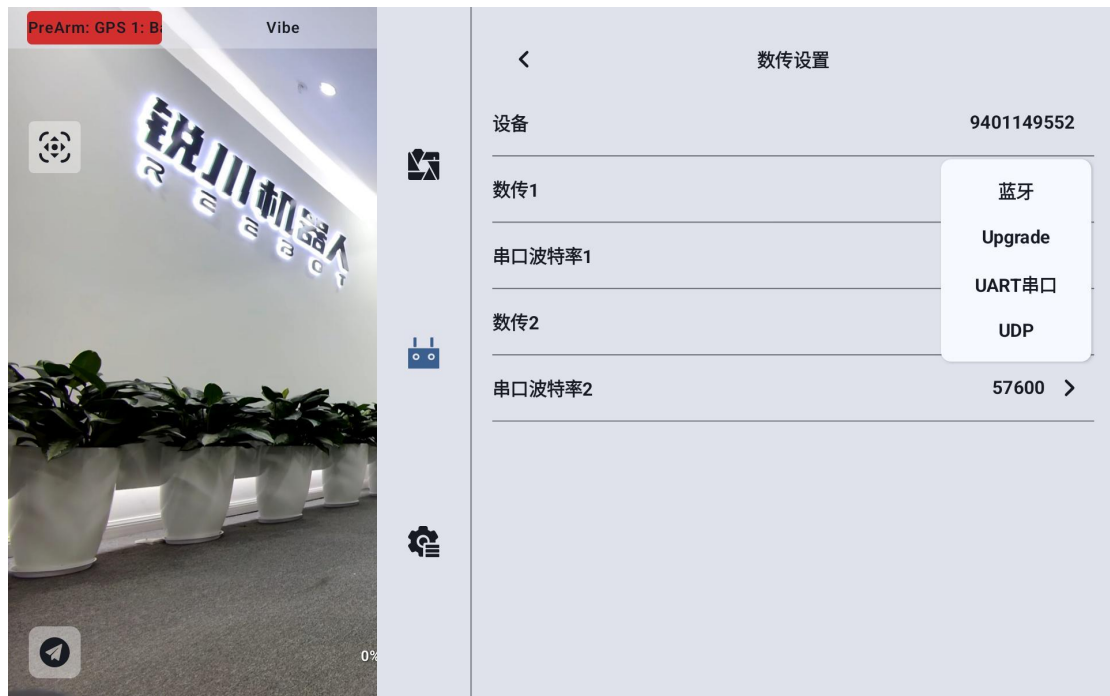 PreArm: GPS 1: Ba
Vibe
锐川机器人
REEBOT
0%
数传设置
设备 9401149552
数传1
蓝牙
Upgrade
串口波特率1
UART串口
数传2
UDP
串口波特率2 57600